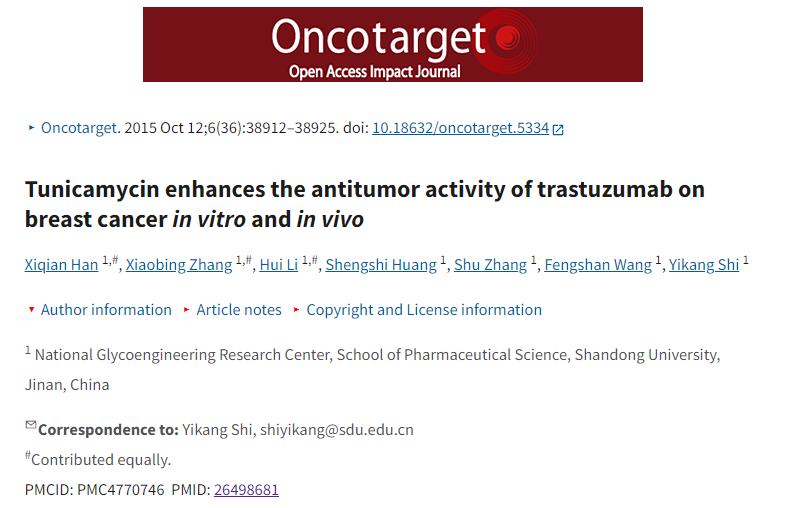 Oncotarget
Open Access Impact Journal
Oncotarget. 2015 Oct 12;6(36):38912–38925. doi: 10.18632/oncotarget.5334
Tunicamycin enhances the antitumor activity of trastuzumab on
breast cancer in vitro and in vivo
Xiqian Han 1,#, Xiaobing Zhang 1,#, Hui Li 1,#, Shengshi Huang 1, Shu Zhang 1, Fengshan Wang 1, Yikang Shi 1
Author information Article notes Copyright and License information
1 National Glycoengineering Research Center, School of Pharmaceutical Science, Shandong University,
Jinan, China
Correspondence to: Yikang Shi, shiyikang@sdu.edu.cn
#Contributed equally.
PMCID: PMC4770746 PMID: 26498681